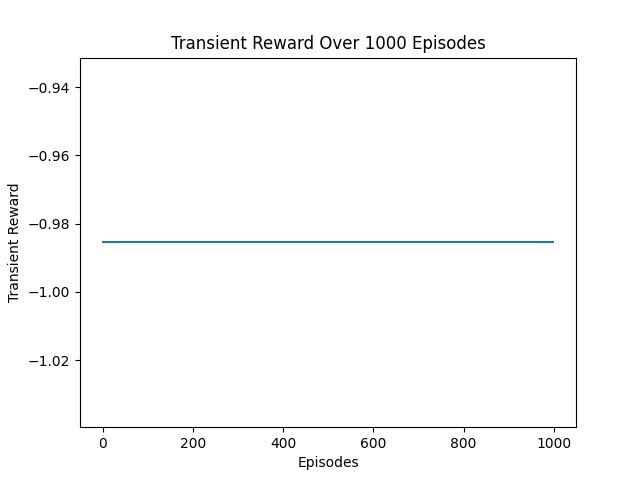 Transient Reward Over 1000 Episodes
Transient Reward
−0.94
−0.96
−0.98
−1.00
−1.02
0 200 400 600 800 1000
Episodes